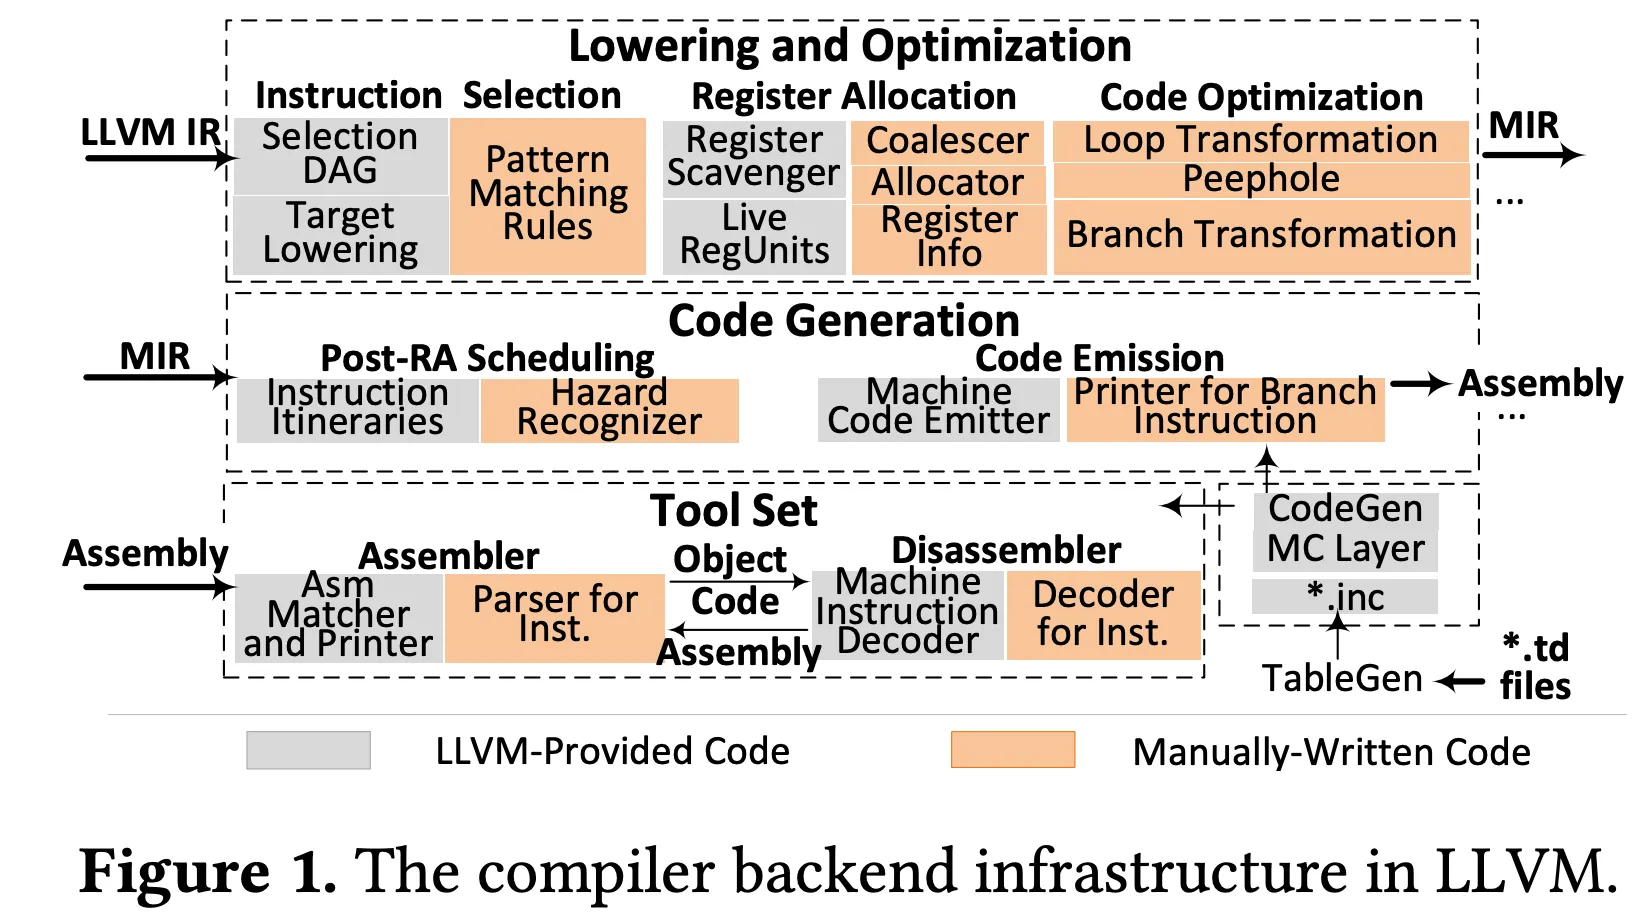 Lowering and Optimization
Instruction Selection
Register Allocation
Code Optimization
LLVM IR
Selection
DAG
Target
Lowering
Pattern
Matching
Rules
Register
Scavenger
Live
RegUnits
Coalescer
Allocator
Register
Info
Loop Transformation
Peephole
Branch Transformation
MIR
...
Code Generation
MIR
Post-RA Scheduling
Instruction
Itineraries
Hazard
Recognizer
Code Emission
Machine
Code Emitter
Printer for Branch
Instruction
Assembly
...
Tool Set
Assembly
Assembler
Asm
Matcher
and Printer
Parser for
Inst.
Object
Code
Assembly
Disassembler
Machine
Instruction
Decoder
Decoder
for Inst.
CodeGen
MC Layer
*.inc
TableGen
*.td
files
LLVM-Provided Code
Manually-Written Code
Figure 1. The compiler backend infrastructure in LLVM.